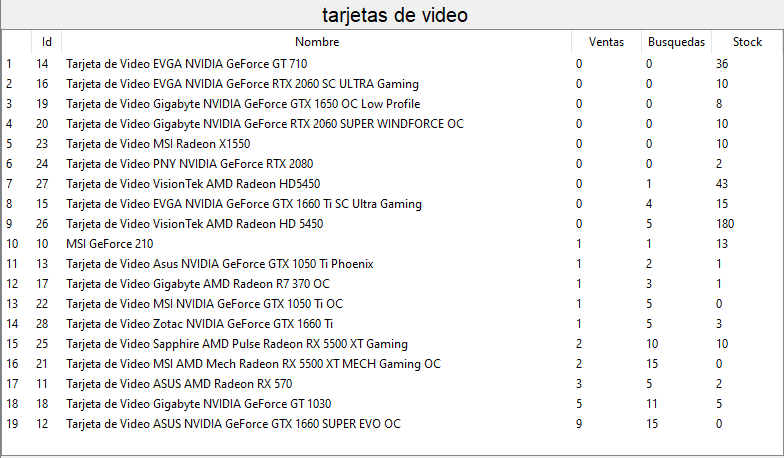 tarjetas de video
Id Nombre Ventas Busquedas Stock
1 14 Tarjeta de Video EVGA NVIDIA GeForce GT 710 0 0 36
2 16 Tarjeta de Video EVGA NVIDIA GeForce RTX 2060 SC ULTRA Gaming 0 0 10
3 19 Tarjeta de Video Gigabyte NVIDIA GeForce GTX 1650 OC Low Profile 0 0 8
4 20 Tarjeta de Video Gigabyte NVIDIA GeForce RTX 2060 SUPER WINDFORCE OC 0 0 10
5 23 Tarjeta de Video MSI Radeon X1550 0 0 10
6 24 Tarjeta de Video PNY NVIDIA GeForce RTX 2080 0 0 2
7 27 Tarjeta de Video VisionTek AMD Radeon HD5450 0 1 43
8 15 Tarjeta de Video EVGA NVIDIA GeForce GTX 1660 Ti SC Ultra Gaming 0 4 15
9 26 Tarjeta de Video VisionTek AMD Radeon HD 5450 0 5 180
10 10 MSI GeForce 210 1 1 13
11 13 Tarjeta de Video Asus NVIDIA GeForce GTX 1050 Ti Phoenix 1 2 1
12 17 Tarjeta de Video Gigabyte AMD Radeon R7 370 OC 1 3 1
13 22 Tarjeta de Video MSI NVIDIA GeForce GTX 1050 Ti OC 1 5 0
14 28 Tarjeta de Video Zotac NVIDIA GeForce GTX 1660 Ti 1 5 3
15 25 Tarjeta de Video Sapphire AMD Pulse Radeon RX 5500 XT Gaming 2 10 10
16 21 Tarjeta de Video MSI AMD Mech Radeon RX 5500 XT MECH Gaming OC 2 15 0
17 11 Tarjeta de Video ASUS AMD Radeon RX 570 3 5 2
18 18 Tarjeta de Video Gigabyte NVIDIA GeForce GT 1030 5 11 5
19 12 Tarjeta de Video ASUS NVIDIA GeForce GTX 1660 SUPER EVO OC 9 15 0